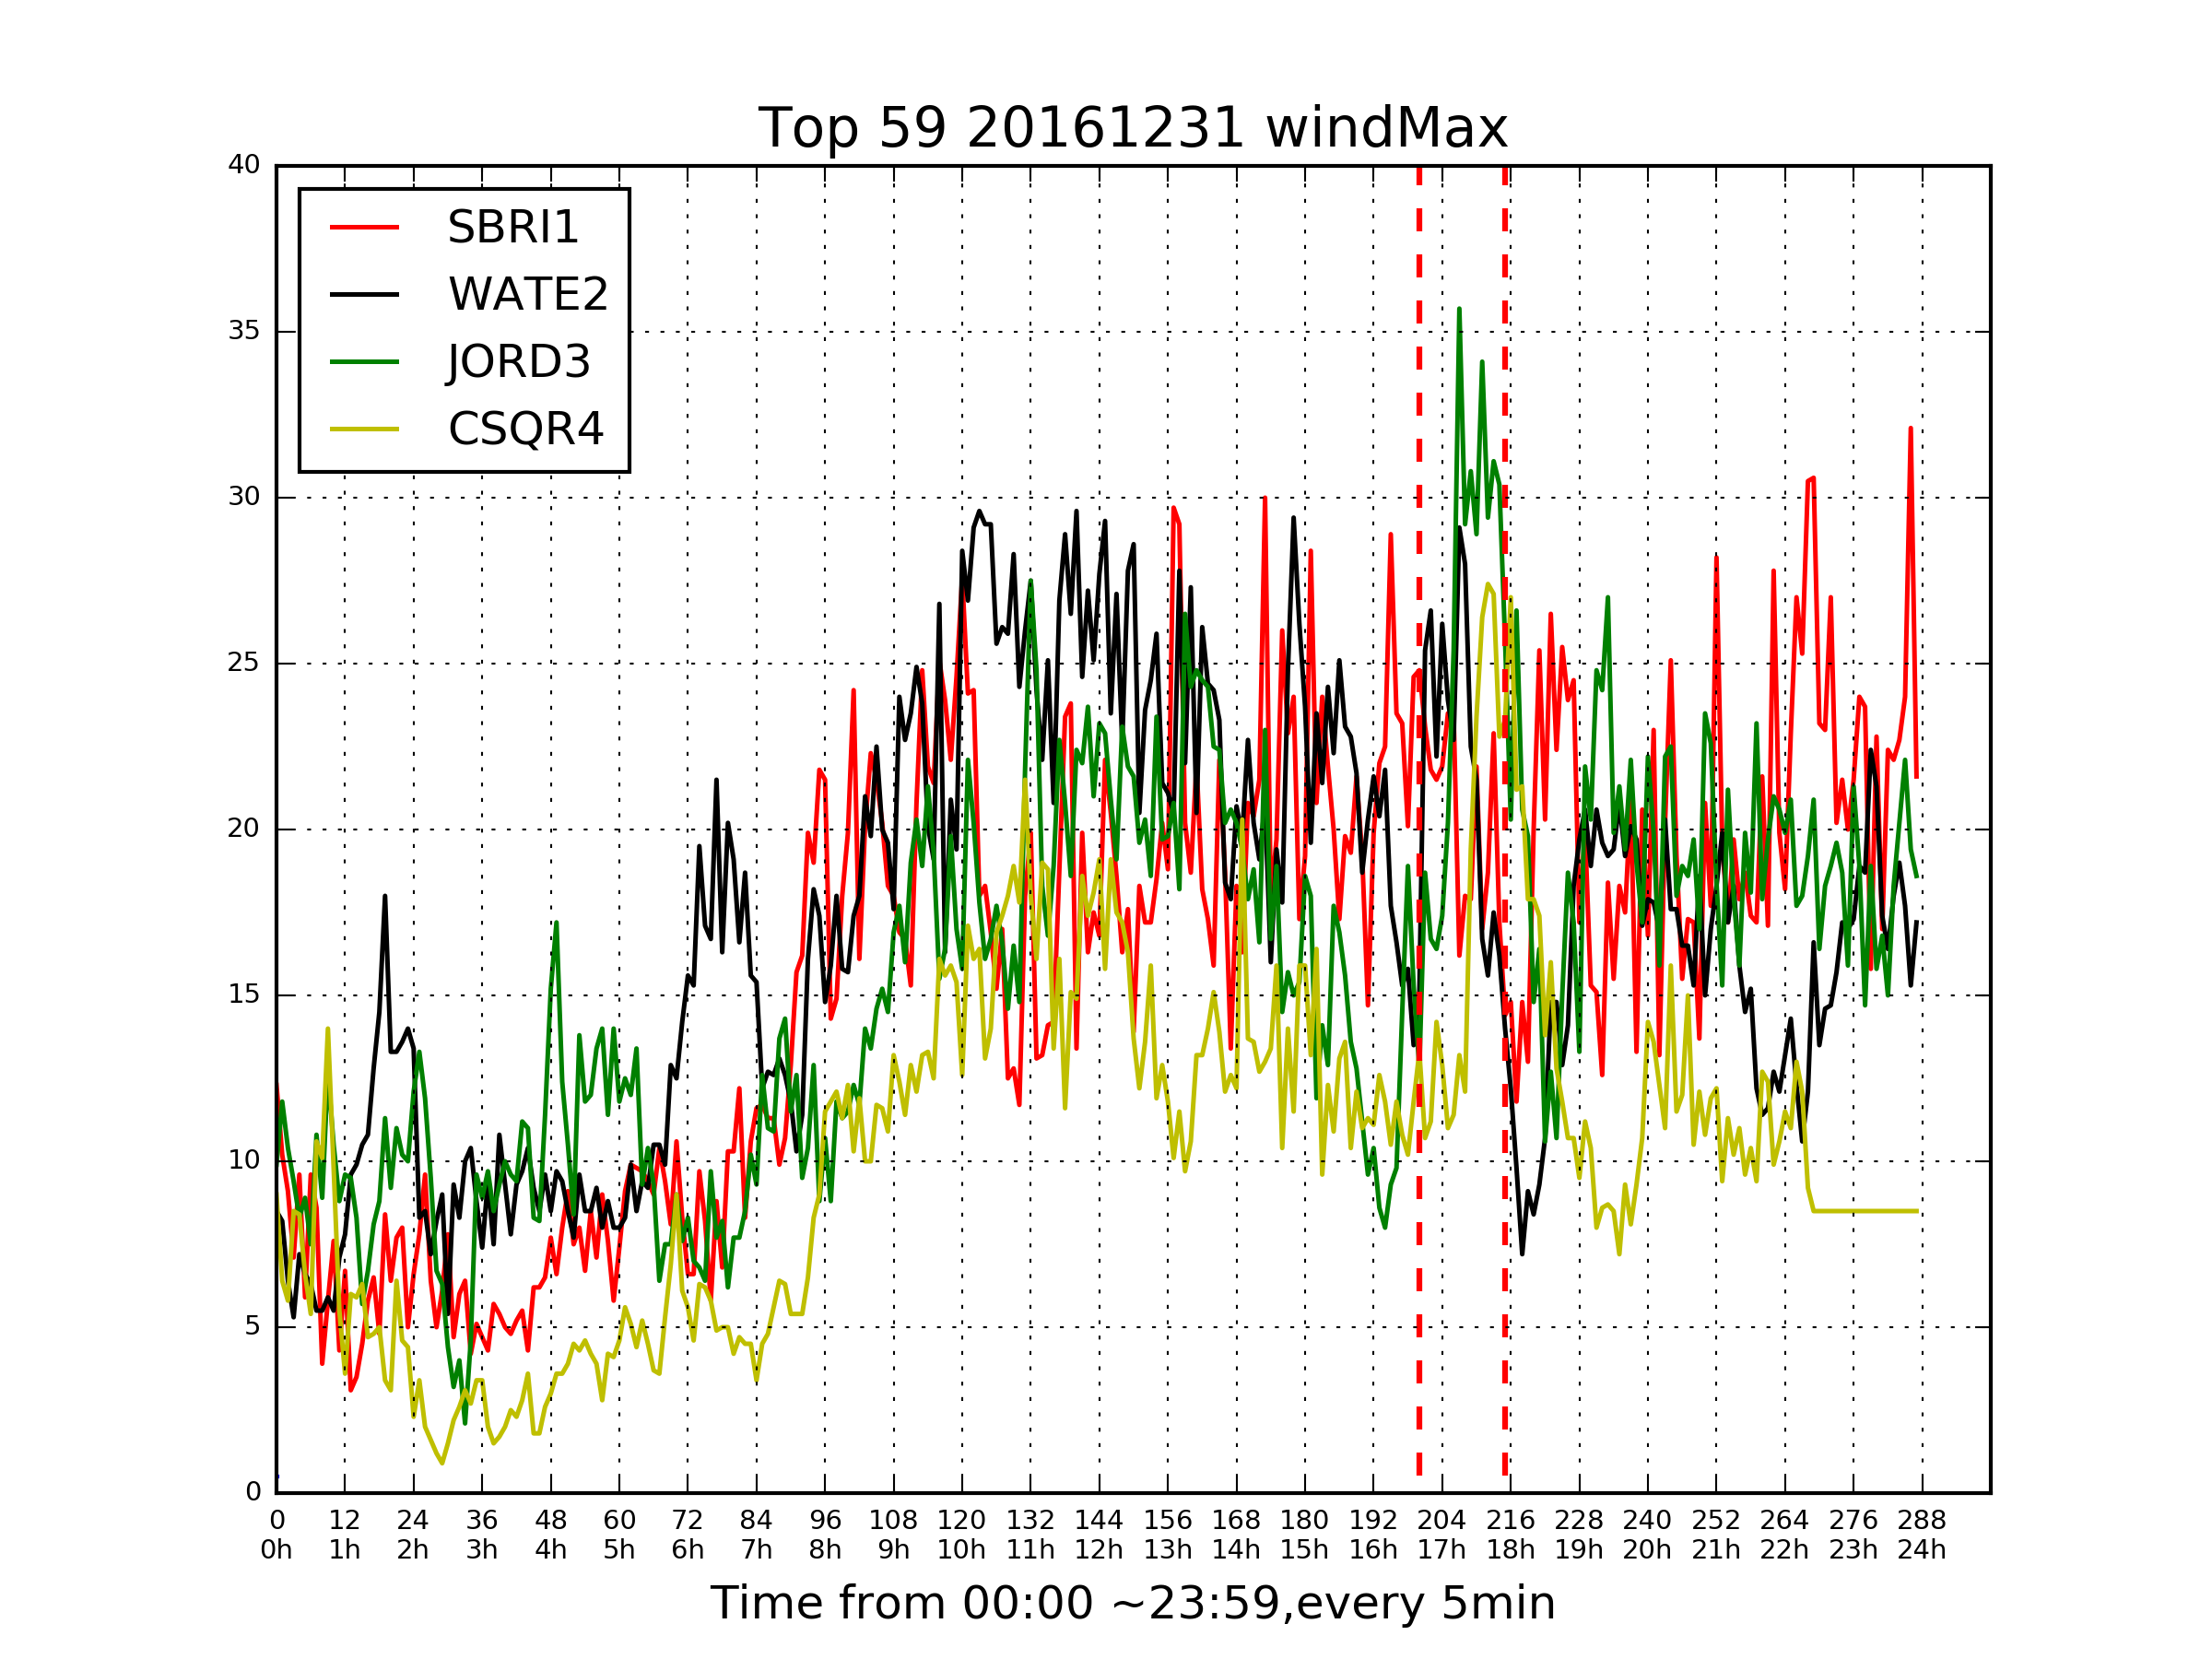 Top 59 20161231 windMax
40
35
30
25
20
15
10
5
0
SBRI1
WATE2
JORD3
CSQR4
0 12 24 36 48 60 72 84 96 108 120 132 144 156 168 180 192 204 216 228 240 252 264 276 288
0h 1h 2h 3h 4h 5h 6h 7h 8h 9h 10h 11h 12h 13h 14h 15h 16h 17h 18h 19h 20h 21h 22h 23h 24h
Time from 00:00 ~23:59,every 5min